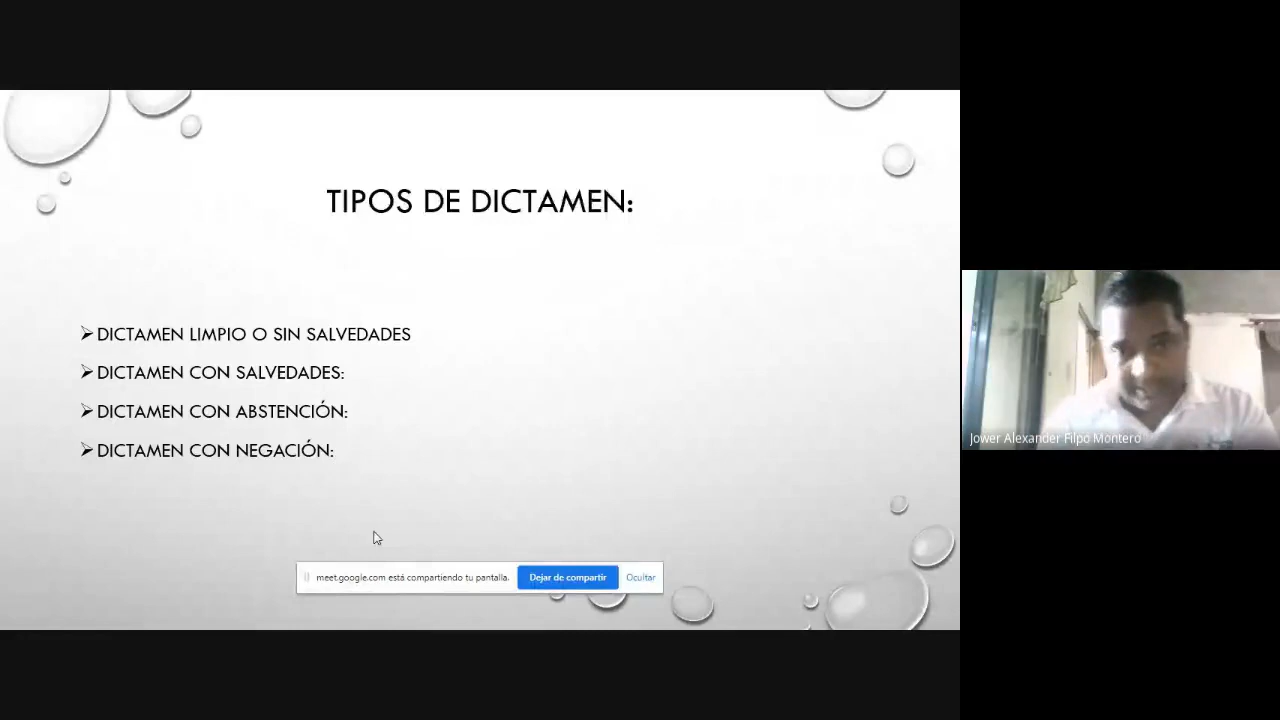 TIPOS DE DICTAMEN:
DICTAMEN LIMPIO O SIN SALVEDADES
DICTAMEN CON SALVEDADES:
DICTAMEN CON ABSTENCIÓN:
DICTAMEN CON NEGACIÓN:
meet.google.com está compartiendo tu pantalla. Dejar de compartir Ocultar
Jower Alexander Filpo Montero